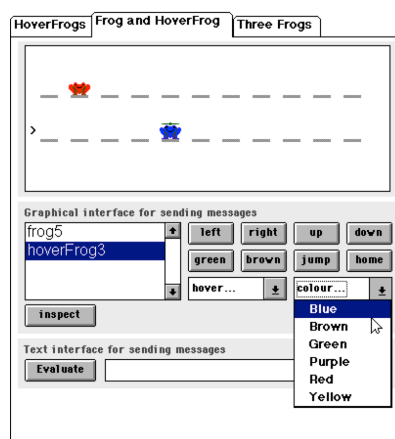 HoverFrogs Frog and HoverFrog Three Frogs
>
Graphical interface for sending messages
frog5
hoverFrog3
left right up down
green brown jump home
hover... colour...
inspect
Blue
Brown
Green
Purple
Red
Yellow
Text interface for sending messages
Evaluate